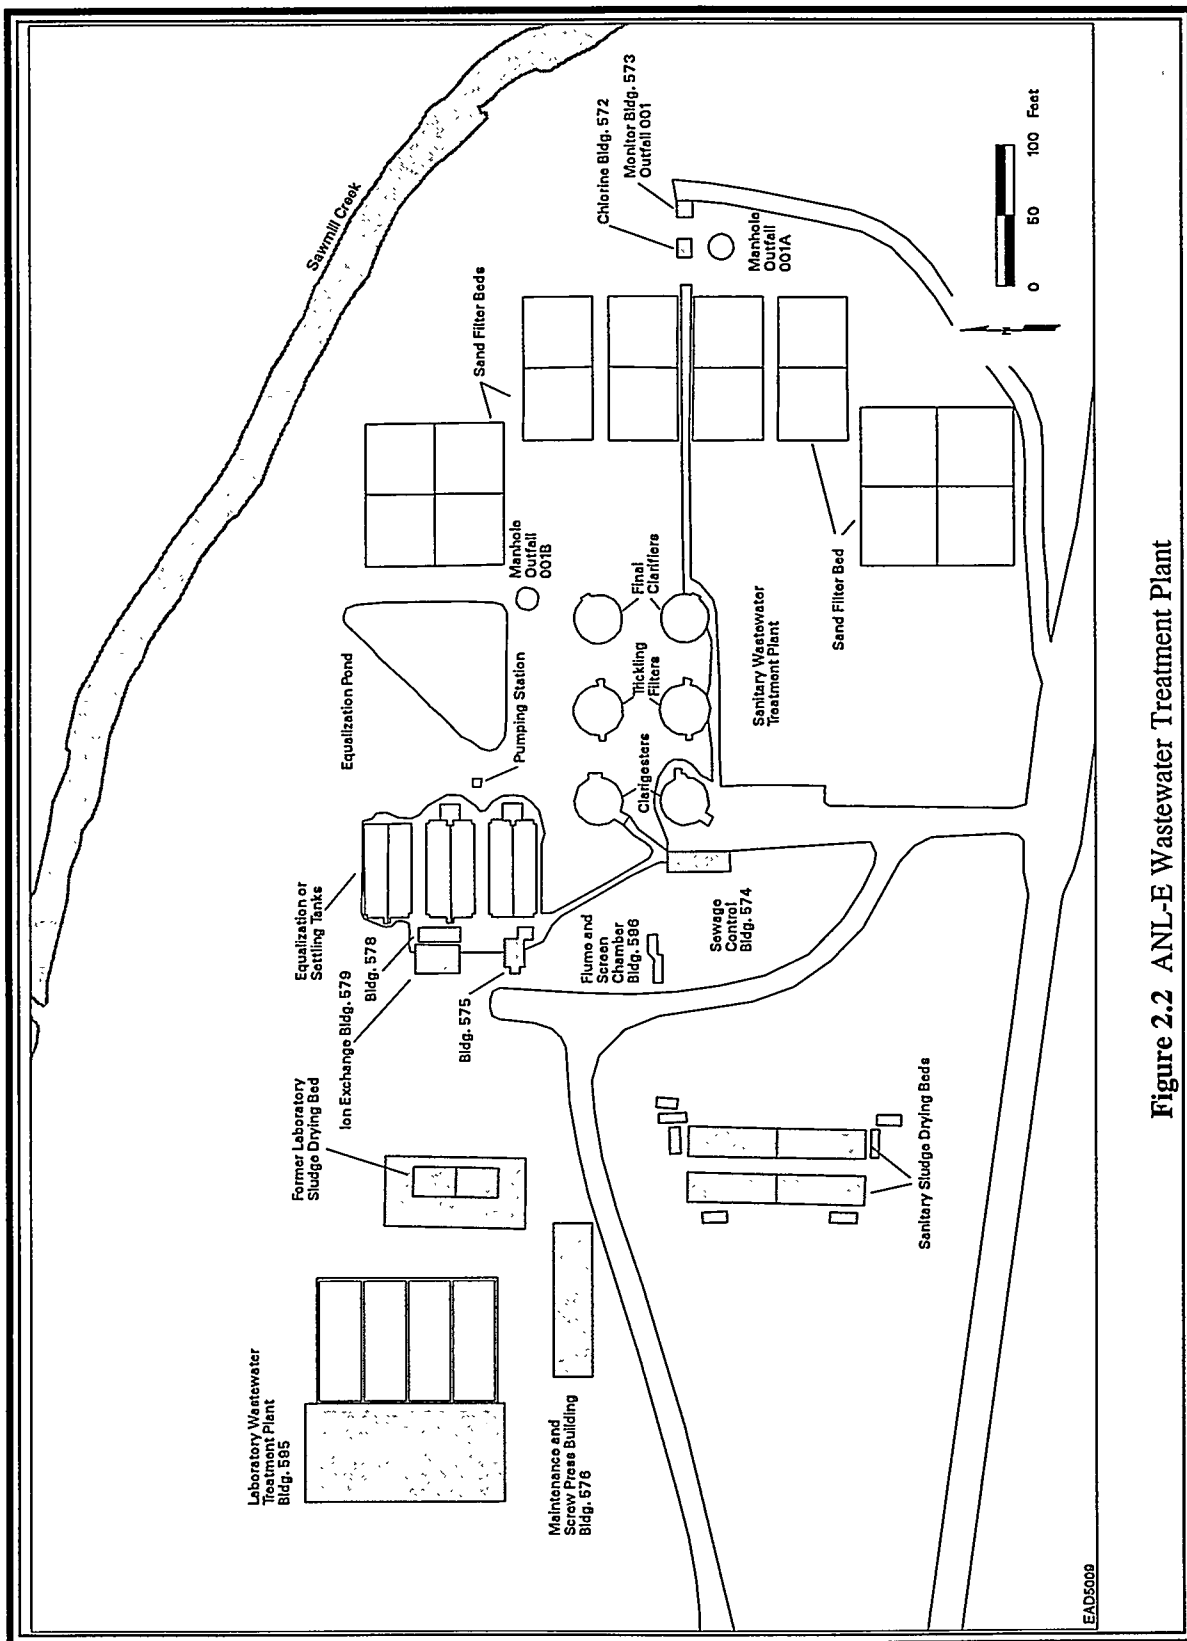 Sawmill Creek
Laboratory Wastewater
Treatment Plant
Bldg. 595
Former Laboratory
Sludge Drying Bed
Ion Exchange Bldg. 579
Bldg. 578
Equalization or
Settling Tanks
Equalization Pond
Sand Filter Beds
Chlorine Bldg. 572
Monitor Bldg. 573
Outfall 001
Bldg. 575
Pumping Station
Manhole
Outfall
001B
Maintenance and
Screw Press Building
Bldg. 576
Flume and
Screen
Chamber
Bldg. 596
Clarigesters
Trickling
Filters
Final
Clarifiers
Manhole
Outfall
001A
Sewage
Control
Bldg. 574
Sanitary Wastewater
Treatment Plant
Sand Filter Bed
Sanitary Sludge Drying Beds
N
0 50 100 Feet
EAD5009
Figure 2.2 ANL-E Wastewater Treatment Plant